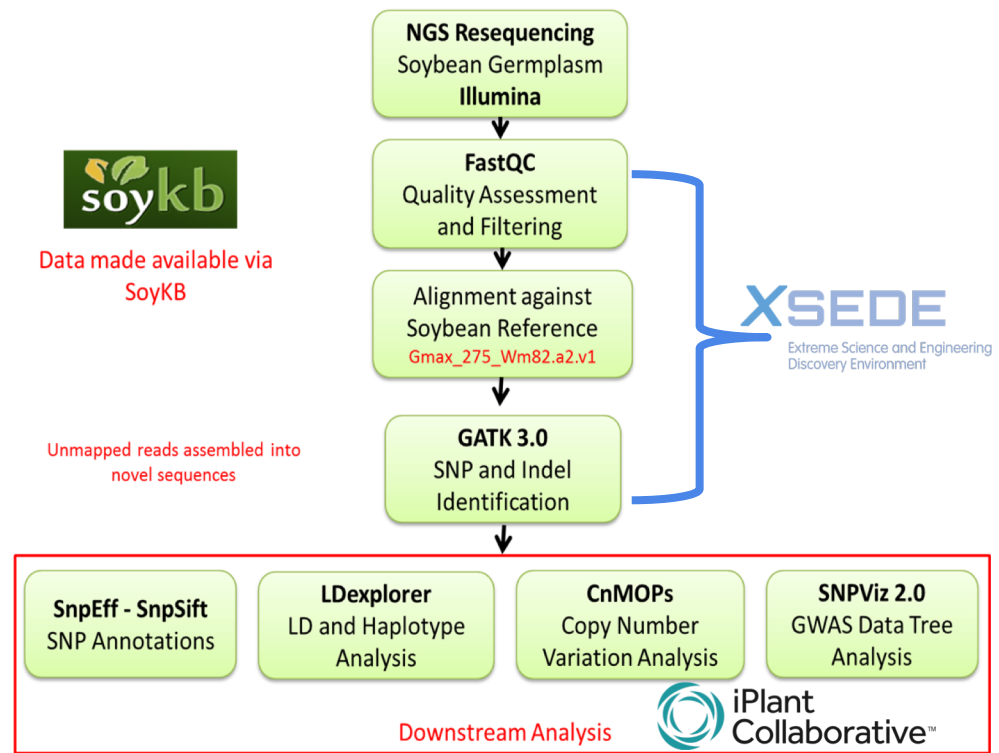 NGS Resequencing
Soybean Germplasm
Illumina
FastQC
Quality Assessment
and Filtering
soykb
Data made available via
SoyKB
Alignment against
Soybean Reference
Gmax_275_Wm82.a2.v1
XSEDE
Extreme Science and Engineering
Discovery Environment
Unmapped reads assembled into
novel sequences
GATK 3.0
SNP and Indel
Identification
SnpEff - SnpSift
SNP Annotations
LDexplorer
LD and Haplotype
Analysis
CnMOPs
Copy Number
Variation Analysis
SNPViz 2.0
GWAS Data Tree
Analysis
Downstream Analysis
iPlant
Collaborative™